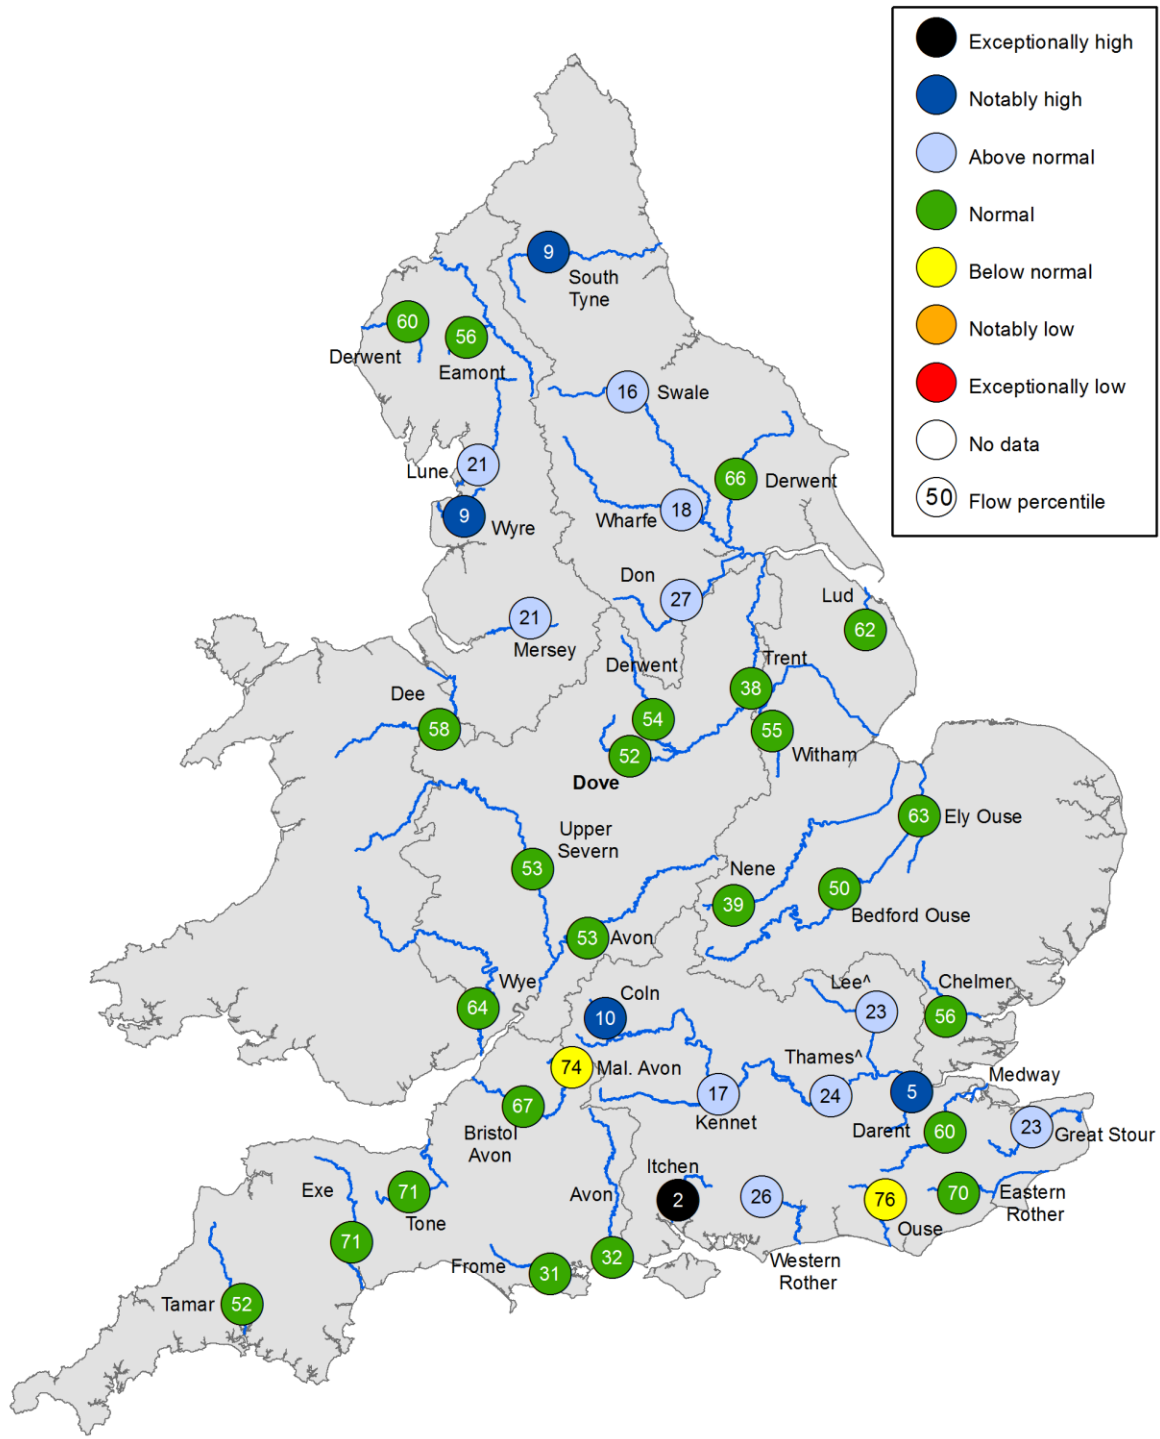 Exceptionally high
Notably high
Above normal
Normal
Below normal
Notably low
Exceptionally low
No data
50 Flow percentile
9
South
Tyne
60
Derwent
56
Eamont
16 Swale
Lune 21
9 Wyre
66 Derwent
Wharfe 18
Don
27
Lud
62
21
Mersey
Derwent
54
Trent
38
Dee
58
52
Dove
55
Witham
63 Ely Ouse
Upper
Severn
53
Nene
39
50
Bedford Ouse
53 Avon
Wye
64
Coln
10
Lee^
23
Chelmer
56
74 Mal. Avon
Thames^
24
17
Kennet
5
Darent
Medway
60
67
Bristol
Avon
23 Great Stour
Itchen
2
26
Western
Rother
76
Ouse
70
Eastern
Rother
Exe
71
71
Tone
Avon
32
Frome
31
Tamar 52